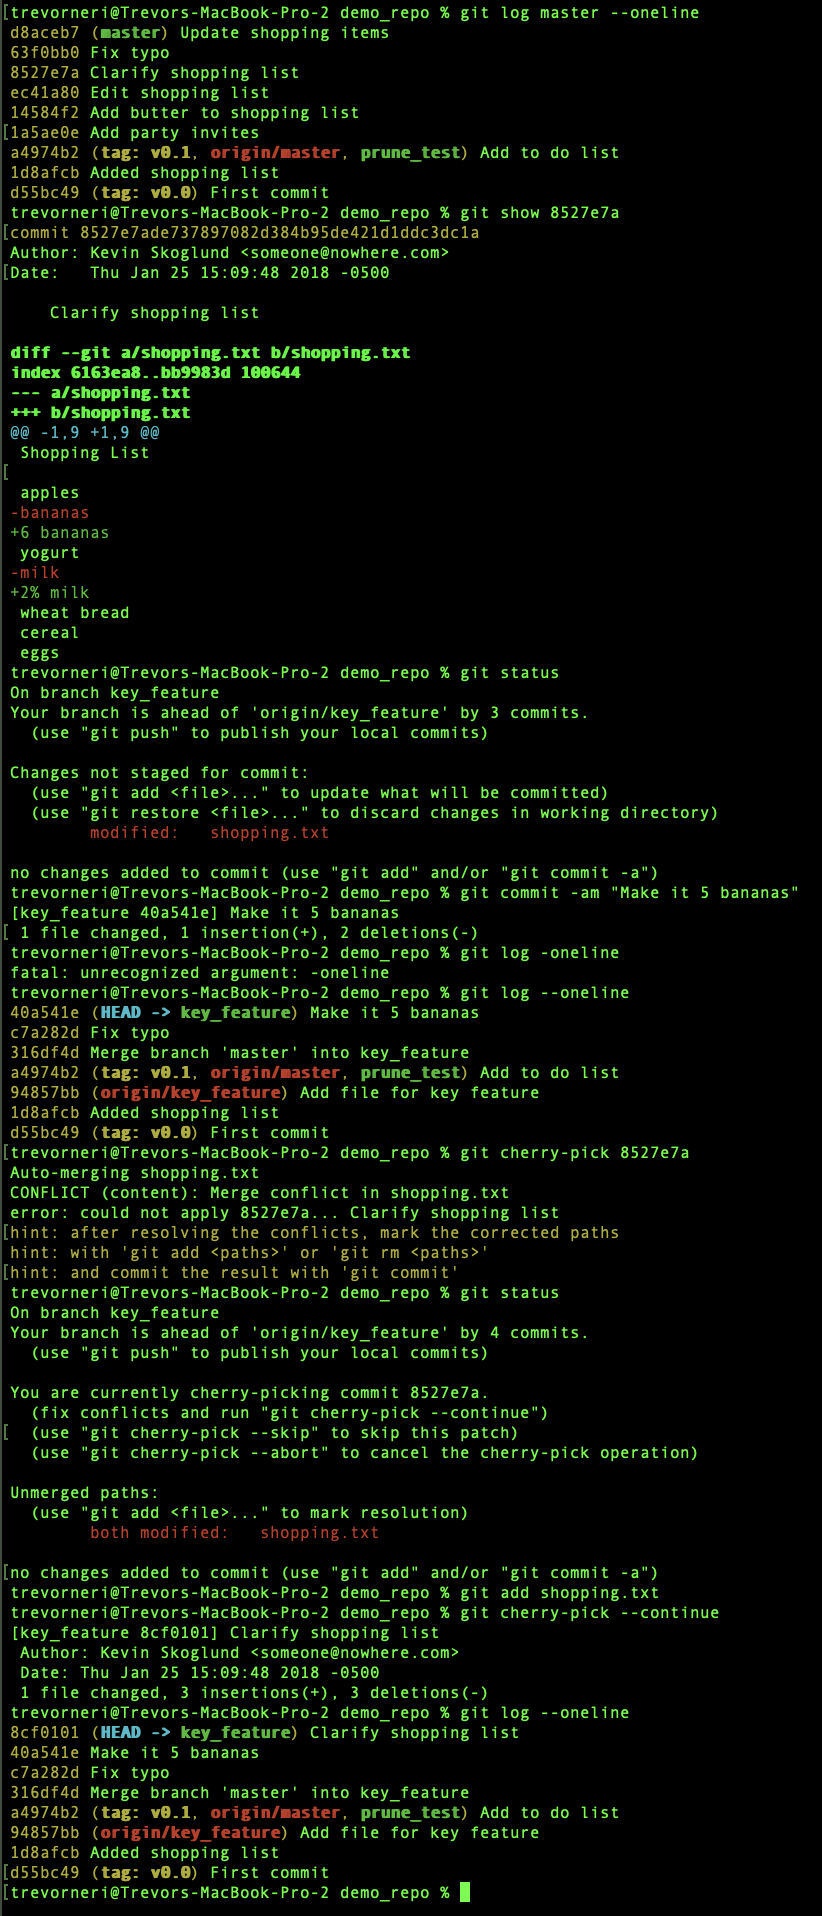 [trevorneri@Trevors-MacBook-Pro-2 demo_repo % git log master --oneline
d8aceb7 (master) Update shopping items
63f0bb0 Fix typo
8527e7a Clarify shopping list
ec41a80 Edit shopping list
14584f2 Add butter to shopping list
[1a5ae0e Add party invites
a4974b2 (tag: v0.1, origin/master, prune_test) Add to do list
1d8afcb Added shopping list
d55bc49 (tag: v0.0) First commit
trevorneri@Trevors-MacBook-Pro-2 demo_repo % git show 8527e7a
[commit 8527e7ade737897082d384b95de421d1ddc3dc1a
Author: Kevin Skoglund <someone@nowhere.com>
[Date:   Thu Jan 25 15:09:48 2018 -0500
    Clarify shopping list
diff --git a/shopping.txt b/shopping.txt
index 6163ea8..bb9983d 100644
--- a/shopping.txt
+++ b/shopping.txt
@@ -1,9 +1,9 @@
 Shopping List
[
 apples
-bananas
+6 bananas
 yogurt
-milk
+2% milk
 wheat bread
 cereal
 eggs
trevorneri@Trevors-MacBook-Pro-2 demo_repo % git status
On branch key_feature
Your branch is ahead of 'origin/key_feature' by 3 commits.
  (use "git push" to publish your local commits)
Changes not staged for commit:
  (use "git add <file>..." to update what will be committed)
  (use "git restore <file>..." to discard changes in working directory)
        modified:   shopping.txt
no changes added to commit (use "git add" and/or "git commit -a")
trevorneri@Trevors-MacBook-Pro-2 demo_repo % git commit -am "Make it 5 bananas"
[key_feature 40a541e] Make it 5 bananas
[ 1 file changed, 1 insertion(+), 2 deletions(-)
trevorneri@Trevors-MacBook-Pro-2 demo_repo % git log -oneline
fatal: unrecognized argument: -oneline
trevorneri@Trevors-MacBook-Pro-2 demo_repo % git log --oneline
40a541e (HEAD -> key_feature) Make it 5 bananas
c7a282d Fix typo
316df4d Merge branch 'master' into key_feature
a4974b2 (tag: v0.1, origin/master, prune_test) Add to do list
94857bb (origin/key_feature) Add file for key feature
1d8afcb Added shopping list
d55bc49 (tag: v0.0) First commit
[trevorneri@Trevors-MacBook-Pro-2 demo_repo % git cherry-pick 8527e7a
Auto-merging shopping.txt
CONFLICT (content): Merge conflict in shopping.txt
error: could not apply 8527e7a... Clarify shopping list
[hint: after resolving the conflicts, mark the corrected paths
hint: with 'git add <paths>' or 'git rm <paths>'
[hint: and commit the result with 'git commit'
trevorneri@Trevors-MacBook-Pro-2 demo_repo % git status
On branch key_feature
Your branch is ahead of 'origin/key_feature' by 4 commits.
  (use "git push" to publish your local commits)
You are currently cherry-picking commit 8527e7a.
  (fix conflicts and run "git cherry-pick --continue")
[  (use "git cherry-pick --skip" to skip this patch)
  (use "git cherry-pick --abort" to cancel the cherry-pick operation)
Unmerged paths:
  (use "git add <file>..." to mark resolution)
        both modified:   shopping.txt
[no changes added to commit (use "git add" and/or "git commit -a")
trevorneri@Trevors-MacBook-Pro-2 demo_repo % git add shopping.txt
trevorneri@Trevors-MacBook-Pro-2 demo_repo % git cherry-pick --continue
[key_feature 8cf0101] Clarify shopping list
 Author: Kevin Skoglund <someone@nowhere.com>
 Date: Thu Jan 25 15:09:48 2018 -0500
 1 file changed, 3 insertions(+), 3 deletions(-)
trevorneri@Trevors-MacBook-Pro-2 demo_repo % git log --oneline
8cf0101 (HEAD -> key_feature) Clarify shopping list
40a541e Make it 5 bananas
c7a282d Fix typo
316df4d Merge branch 'master' into key_feature
a4974b2 (tag: v0.1, origin/master, prune_test) Add to do list
94857bb (origin/key_feature) Add file for key feature
1d8afcb Added shopping list
[d55bc49 (tag: v0.0) First commit
[trevorneri@Trevors-MacBook-Pro-2 demo_repo %